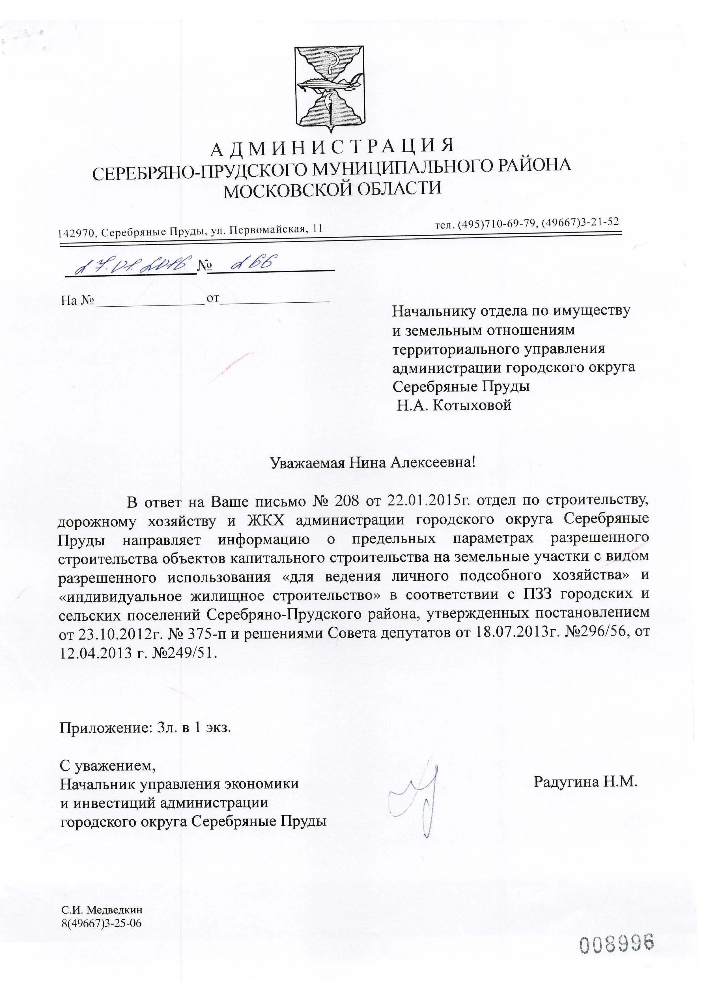 АДМИНИСТРАЦИЯ
СЕРЕБРЯНО-ПРУДСКОГО МУНИЦИПАЛЬНОГО РАЙОНА
МОСКОВСКОЙ ОБЛАСТИ
142970, Серебряные Пруды, ул. Первомайская, 11 тел. (495)710-69-79, (49667)3-21-52
27.01.2016 № 266
На № от
Начальнику отдела по имуществу
и земельным отношениям
территориального управления
администрации городского округа
Серебряные Пруды
Н.А. Котыховой
Уважаемая Нина Алексеевна!
В ответ на Ваше письмо № 208 от 22.01.2015г. отдел по строительству,
дорожному хозяйству и ЖКХ администрации городского округа Серебряные
Пруды направляет информацию о предельных параметрах разрешенного
строительства объектов капитального строительства на земельные участки с видом
разрешенного использования «для ведения личного подсобного хозяйства» и
«индивидуальное жилищное строительство» в соответствии с ПЗЗ городских и
сельских поселений Серебряно-Прудского района, утвержденных постановлением
от 23.10.2012г. № 375-п и решениями Совета депутатов от 18.07.2013г. №296/56, от
12.04.2013 г. №249/51.
Приложение: 3л. в 1 экз.
С уважением,
Начальник управления экономики
и инвестиций администрации
городского округа Серебряные Пруды
Радугина Н.М.
С.И. Медведкин
8(49667)3-25-06
008996